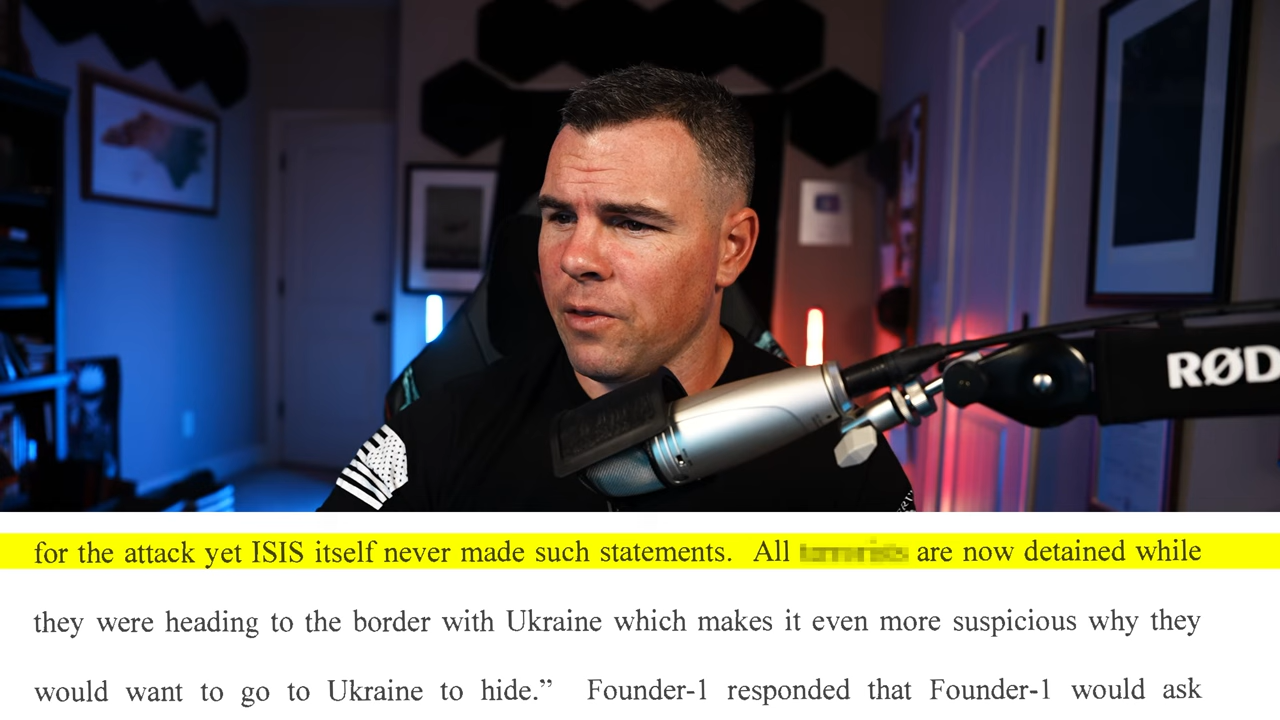 RØD
for the attack yet ISIS itself never made such statements. All are now detained while
they were heading to the border with Ukraine which makes it even more suspicious why they
would want to go to Ukraine to hide.” Founder-1 responded that Founder-1 would ask